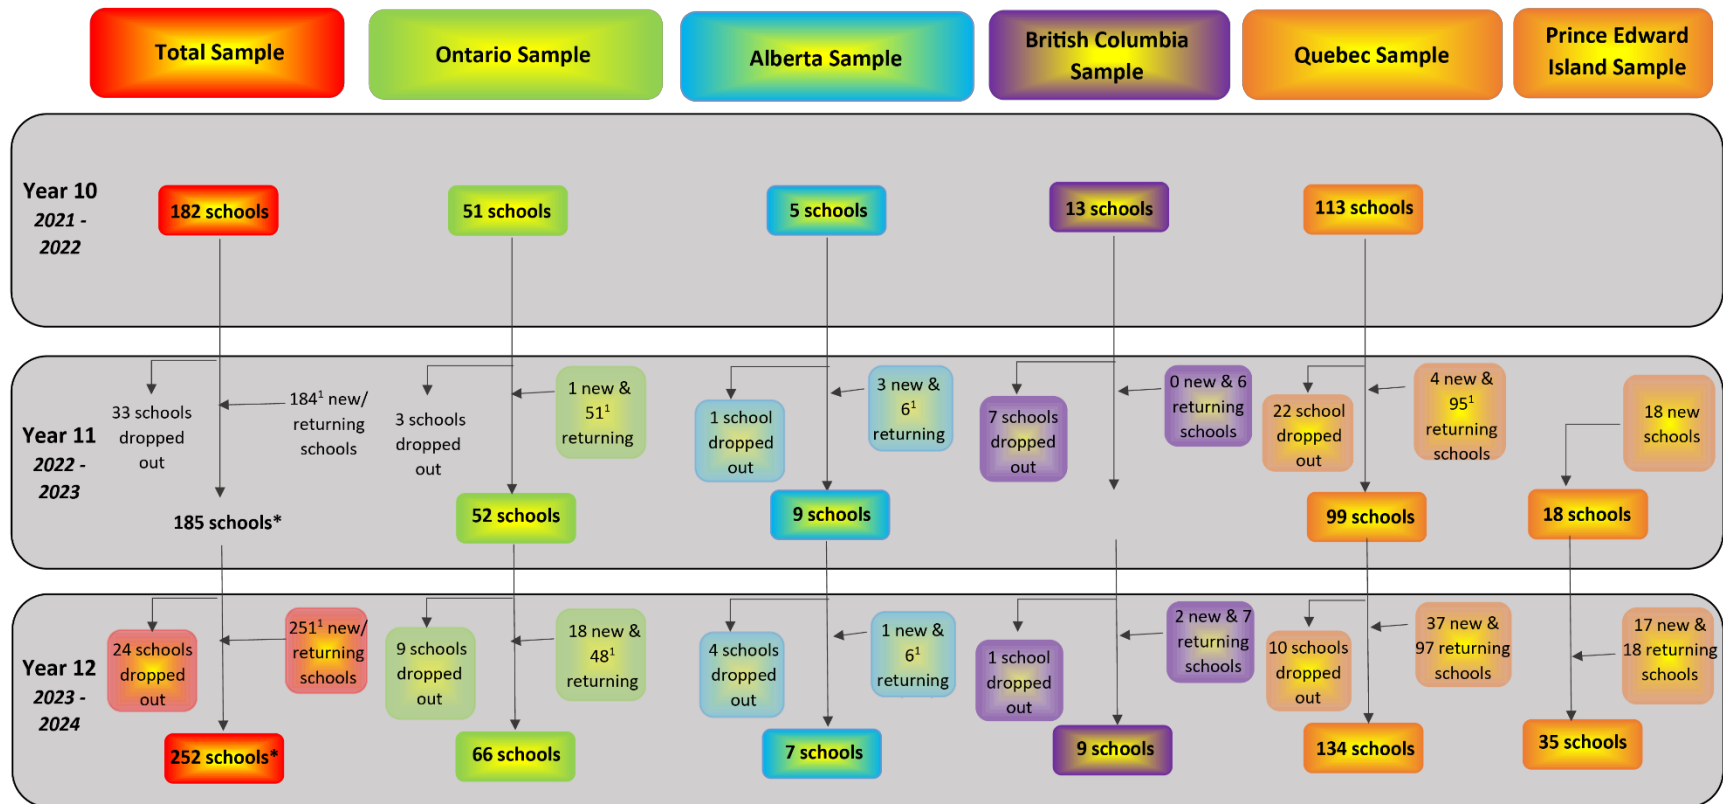 Total Sample
Ontario Sample
Alberta Sample
British Columbia
Sample
Quebec Sample
Prince Edward
Island Sample
Year 10
2021 -
2022
182 schools
51 schools
5 schools
13 schools
113 schools
Year 11
2022 -
2023
33 schools
dropped
out
184¹ new/
returning
schools
3 schools
dropped
out
1 new &
51¹
returning
1 school
dropped
out
3 new &
6¹
returning
7 schools
dropped
out
0 new & 6
returning
schools
22 school
dropped
out
4 new &
95¹
returning
schools
18 new
schools
185 schools*
52 schools
9 schools
99 schools
18 schools
Year 12
2023 -
2024
24 schools
dropped
out
251¹ new/
returning
schools
9 schools
dropped
out
18 new &
48¹
returning
4 schools
dropped
out
1 new &
6¹
returning
1 school
dropped
out
2 new & 7
returning
schools
10 schools
dropped
out
37 new &
97 returning
schools
17 new &
18 returning
schools
252 schools*
66 schools
7 schools
9 schools
134 schools
35 schools